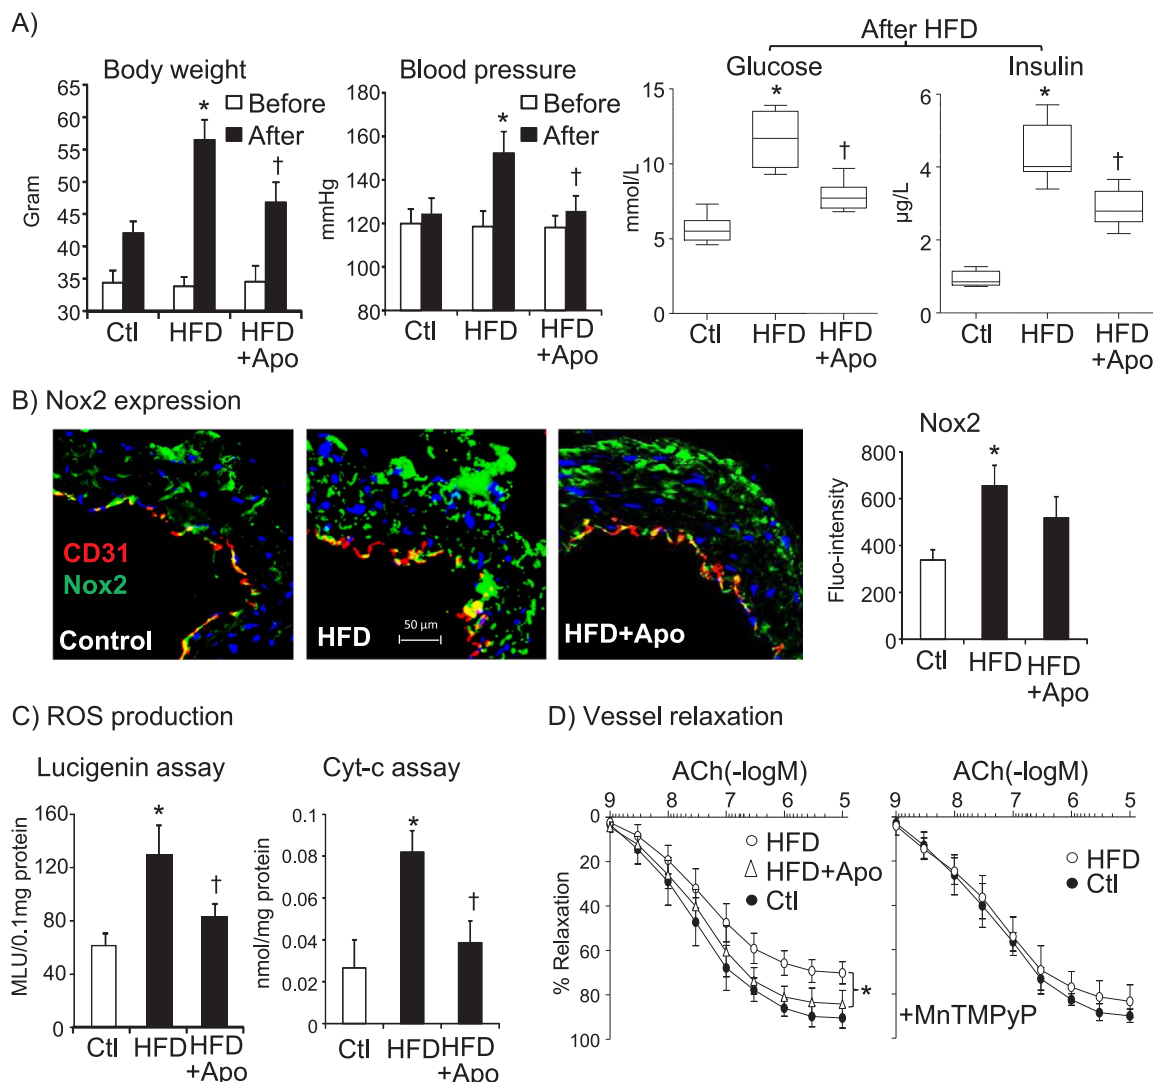 A)
After HFD
Body weight
Blood pressure
Glucose
Insulin
Gram
65
60
55
50
45
40
35
30
*
†
Before
After
Ctl
HFD
HFD
+Apo
mmHg
200
180
160
140
120
100
80
*
†
Before
After
Ctl
HFD
HFD
+Apo
mmol/L
15
10
5
0
*
†
Ctl
HFD
HFD
+Apo
µg/L
6
4
2
0
*
†
Ctl
HFD
HFD
+Apo
B) Nox2 expression
CD31
Nox2
Control
HFD
50 µm
HFD+Apo
Nox2
Fluo-intensity
800
600
400
200
0
*
Ctl
HFD
HFD
+Apo
C) ROS production
Lucigenin assay
MLU/0.1mg protein
160
120
80
40
0
*
†
Ctl
HFD
HFD
+Apo
Cyt-c assay
nmol/mg protein
0.1
0.08
0.06
0.04
0.02
0
*
†
Ctl
HFD
HFD
+Apo
D) Vessel relaxation
ACh(-logM)
9 8 7 6 5
% Relaxation
0
20
40
60
80
100
HFD
HFD+Apo
Ctl
*
ACh(-logM)
9 8 7 6 5
HFD
Ctl
+MnTMPyP